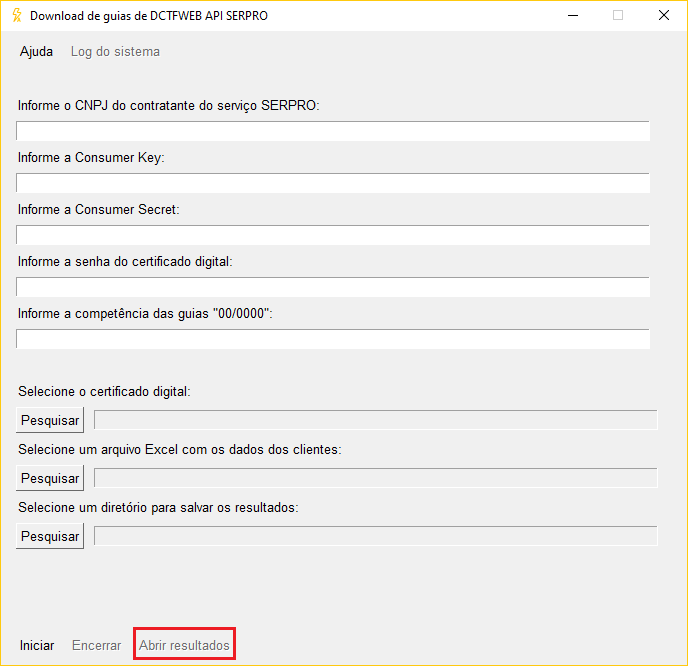 Download de guias de DCTFWEB API SERPRO
Ajuda Log do sistema
Informe o CNPJ do contratante do serviço SERPRO:
Informe a Consumer Key:
Informe a Consumer Secret:
Informe a senha do certificado digital:
Informe a competência das guias "00/0000":
Selecione o certificado digital:
Pesquisar
Selecione um arquivo Excel com os dados dos clientes:
Pesquisar
Selecione um diretório para salvar os resultados:
Pesquisar
Iniciar Encerrar Abrir resultados